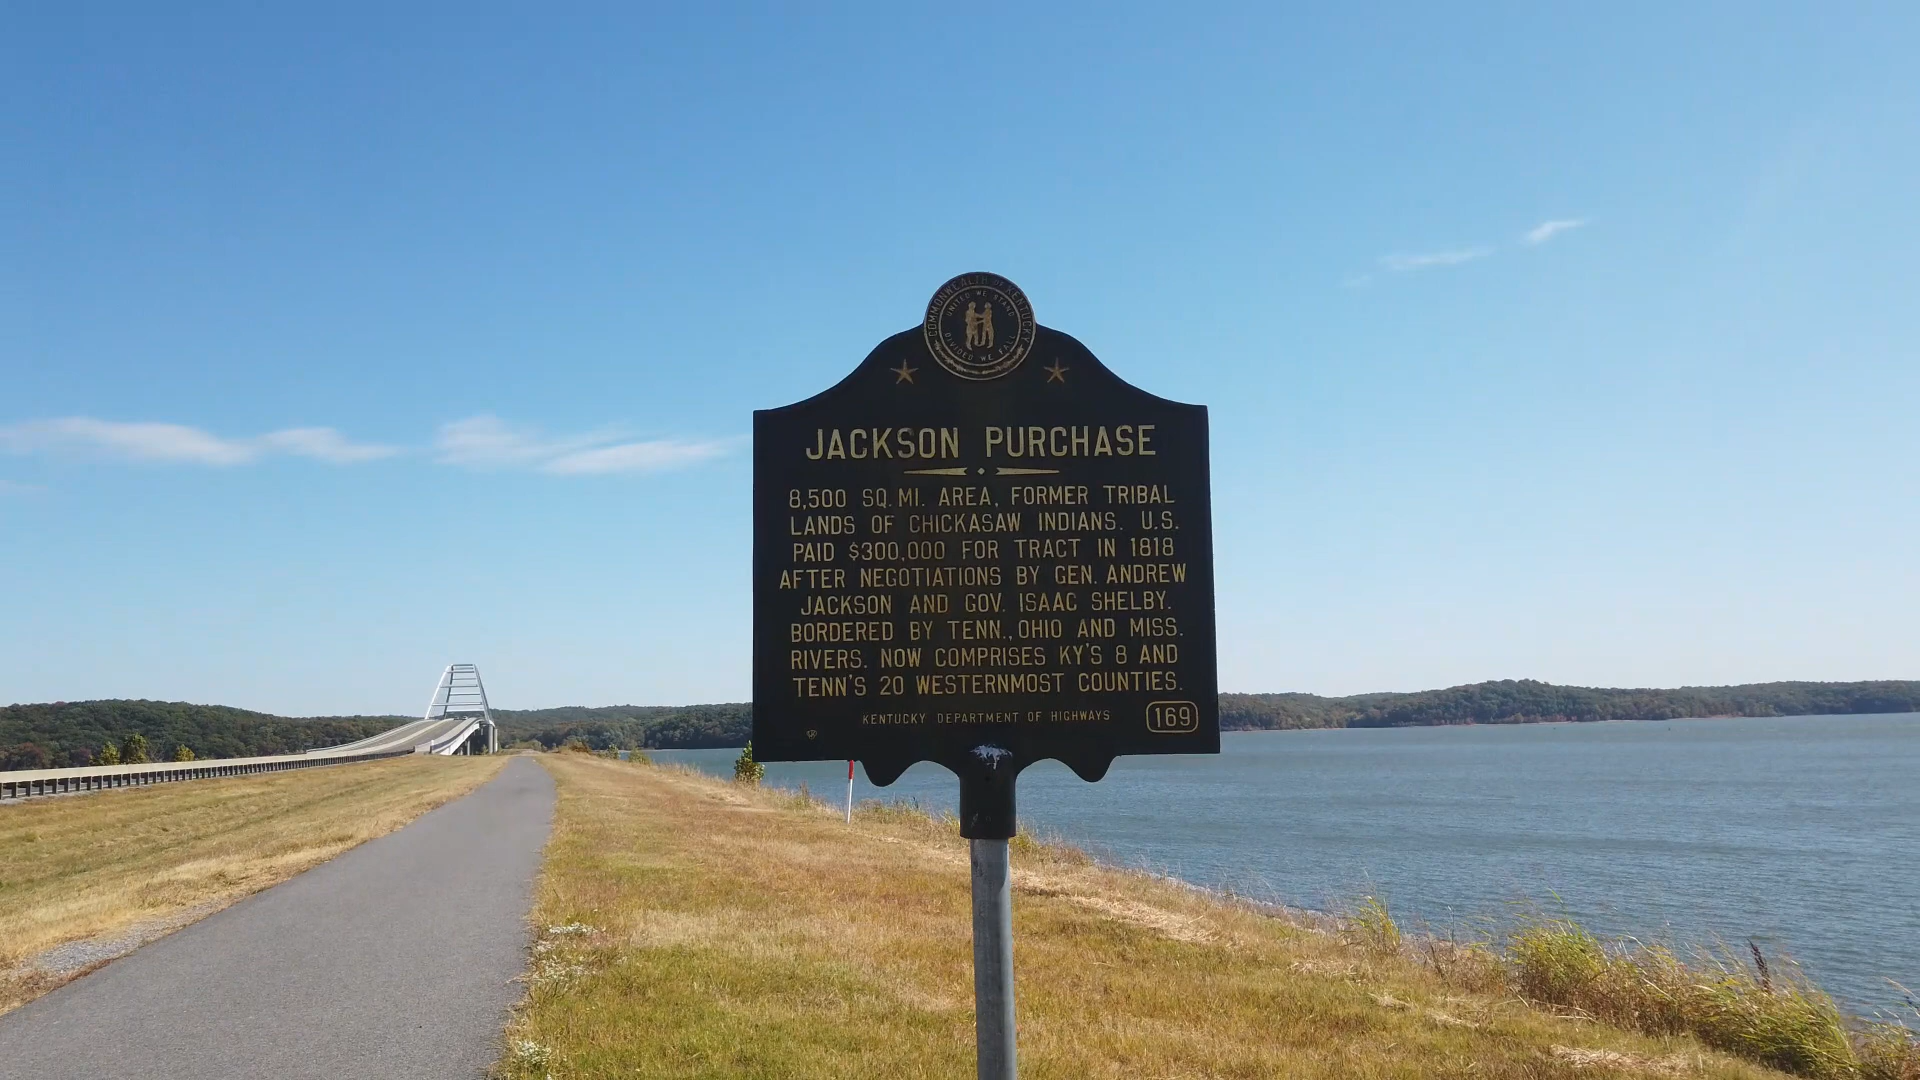 COMMONWEALTH OF KENTUCKY
UNITED WE STAND
DIVIDED WE FALL
JACKSON PURCHASE
8,500 SQ. MI. AREA, FORMER TRIBAL
LANDS OF CHICKASAW INDIANS. U.S.
PAID $300,000 FOR TRACT IN 1818
AFTER NEGOTIATIONS BY GEN. ANDREW
JACKSON AND GOV. ISAAC SHELBY.
BORDERED BY TENN., OHIO AND MISS.
RIVERS. NOW COMPRISES KY'S 8 AND
TENN'S 20 WESTERNMOST COUNTIES.
KENTUCKY DEPARTMENT OF HIGHWAYS
169